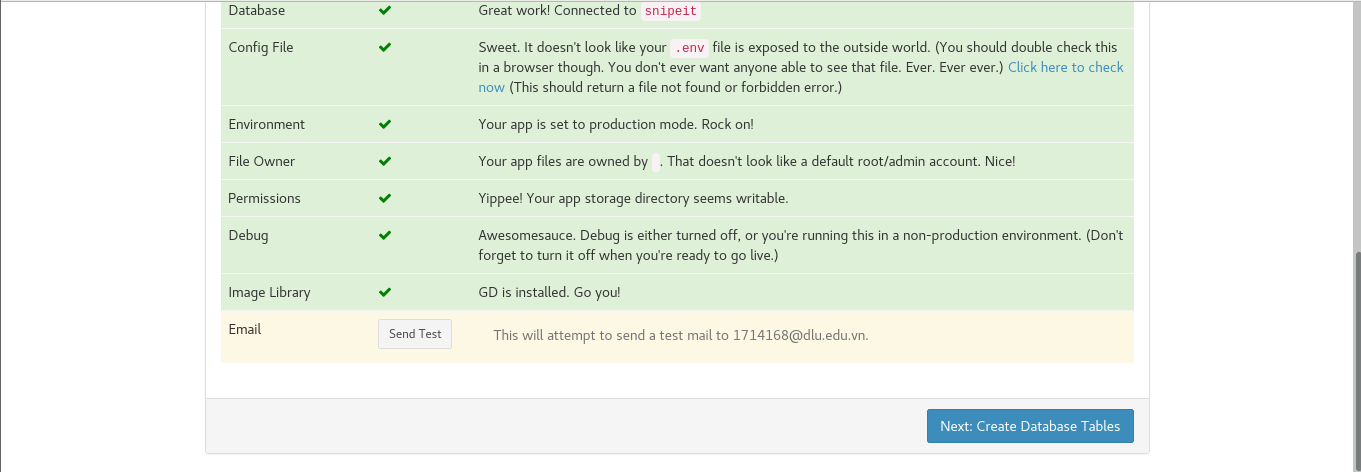 Database Great work! Connected to snipeit
Config File Sweet. It doesn't look like your .env file is exposed to the outside world. (You should double check this
in a browser though. You don't ever want anyone able to see that file. Ever. Ever ever.) Click here to check
now (This should return a file not found or forbidden error.)
Environment Your app is set to production mode. Rock on!
File Owner Your app files are owned by . That doesn't look like a default root/admin account. Nice!
Permissions Yippee! Your app storage directory seems writable.
Debug Awesomesauce. Debug is either turned off, or you're running this in a non-production environment. (Don't
forget to turn it off when you're ready to go live.)
Image Library GD is installed. Go you!
Email Send Test This will attempt to send a test mail to 1714168@dlu.edu.vn.
Next: Create Database Tables